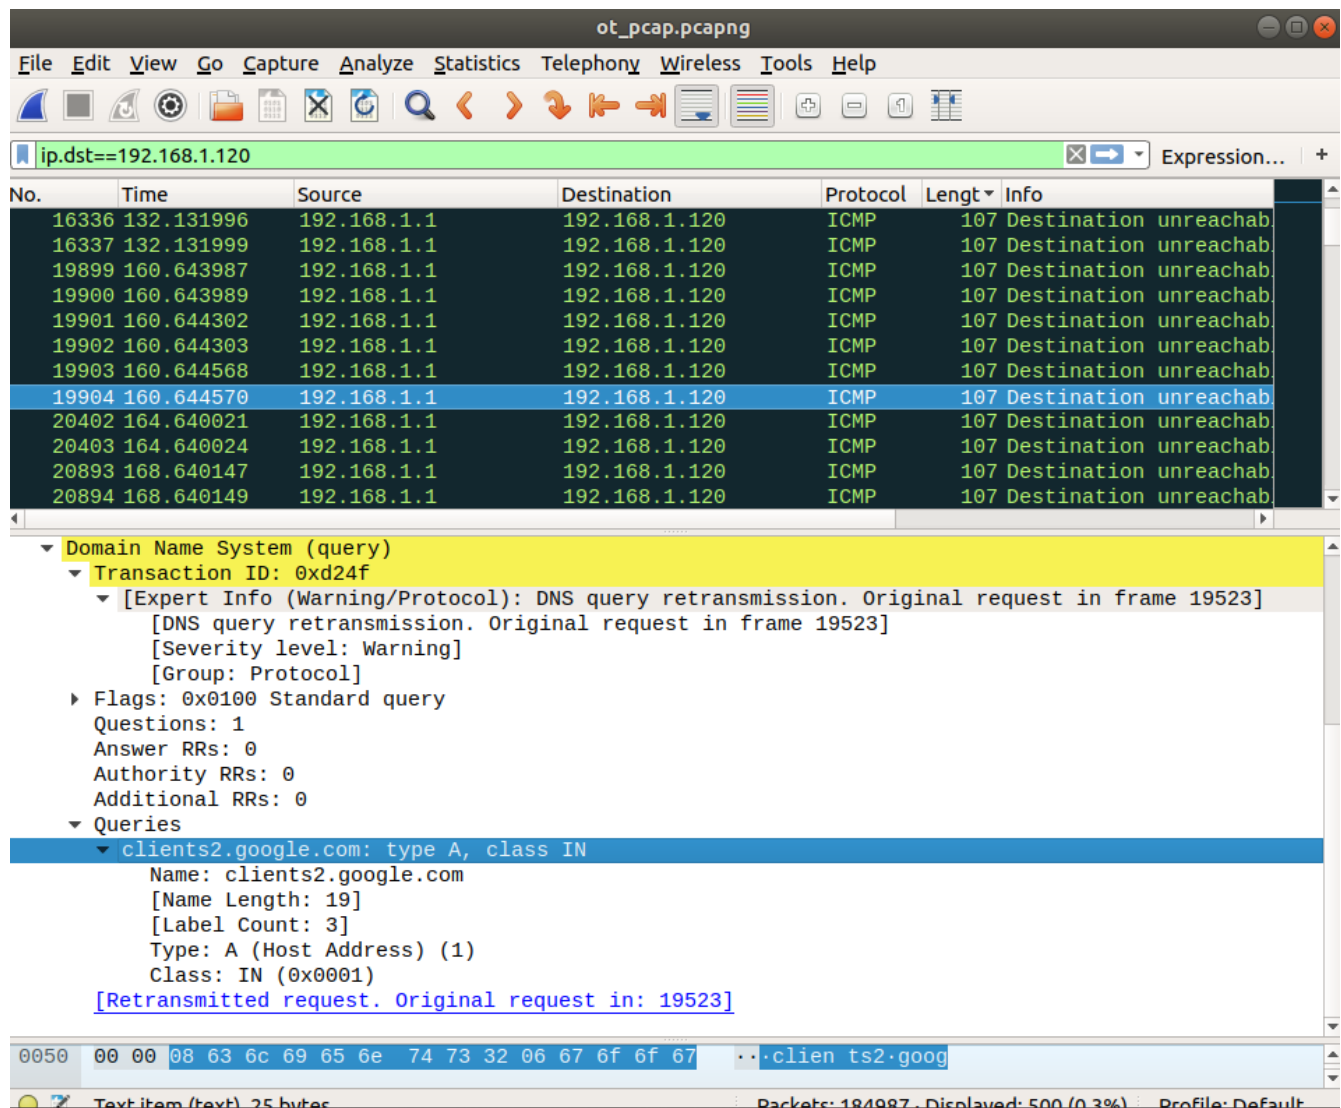 ot_pcap.pcapng
File Edit View Go Capture Analyze Statistics Telephony Wireless Tools Help
ip.dst==192.168.1.120 Expression… +
No. Time Source Destination Protocol Lengt Info
16336 132.131996 192.168.1.1 192.168.1.120 ICMP 107 Destination unreachab
16337 132.131999 192.168.1.1 192.168.1.120 ICMP 107 Destination unreachab
19899 160.643987 192.168.1.1 192.168.1.120 ICMP 107 Destination unreachab
19900 160.643989 192.168.1.1 192.168.1.120 ICMP 107 Destination unreachab
19901 160.644302 192.168.1.1 192.168.1.120 ICMP 107 Destination unreachab
19902 160.644303 192.168.1.1 192.168.1.120 ICMP 107 Destination unreachab
19903 160.644568 192.168.1.1 192.168.1.120 ICMP 107 Destination unreachab
19904 160.644570 192.168.1.1 192.168.1.120 ICMP 107 Destination unreachab
20402 164.640021 192.168.1.1 192.168.1.120 ICMP 107 Destination unreachab
20403 164.640024 192.168.1.1 192.168.1.120 ICMP 107 Destination unreachab
20893 168.640147 192.168.1.1 192.168.1.120 ICMP 107 Destination unreachab
20894 168.640149 192.168.1.1 192.168.1.120 ICMP 107 Destination unreachab
Domain Name System (query)
Transaction ID: 0xd24f
[Expert Info (Warning/Protocol): DNS query retransmission. Original request in frame 19523]
[DNS query retransmission. Original request in frame 19523]
[Severity level: Warning]
[Group: Protocol]
Flags: 0x0100 Standard query
Questions: 1
Answer RRs: 0
Authority RRs: 0
Additional RRs: 0
Queries
clients2.google.com: type A, class IN
Name: clients2.google.com
[Name Length: 19]
[Label Count: 3]
Type: A (Host Address) (1)
Class: IN (0x0001)
[Retransmitted request. Original request in: 19523]
0050 00 00 08 63 6c 69 65 6e 74 73 32 06 67 6f 6f 67 ···clien ts2·goog
Text item (text), 25 bytes Packets: 184987 · Displayed: 500 (0.3%) Profile: Default